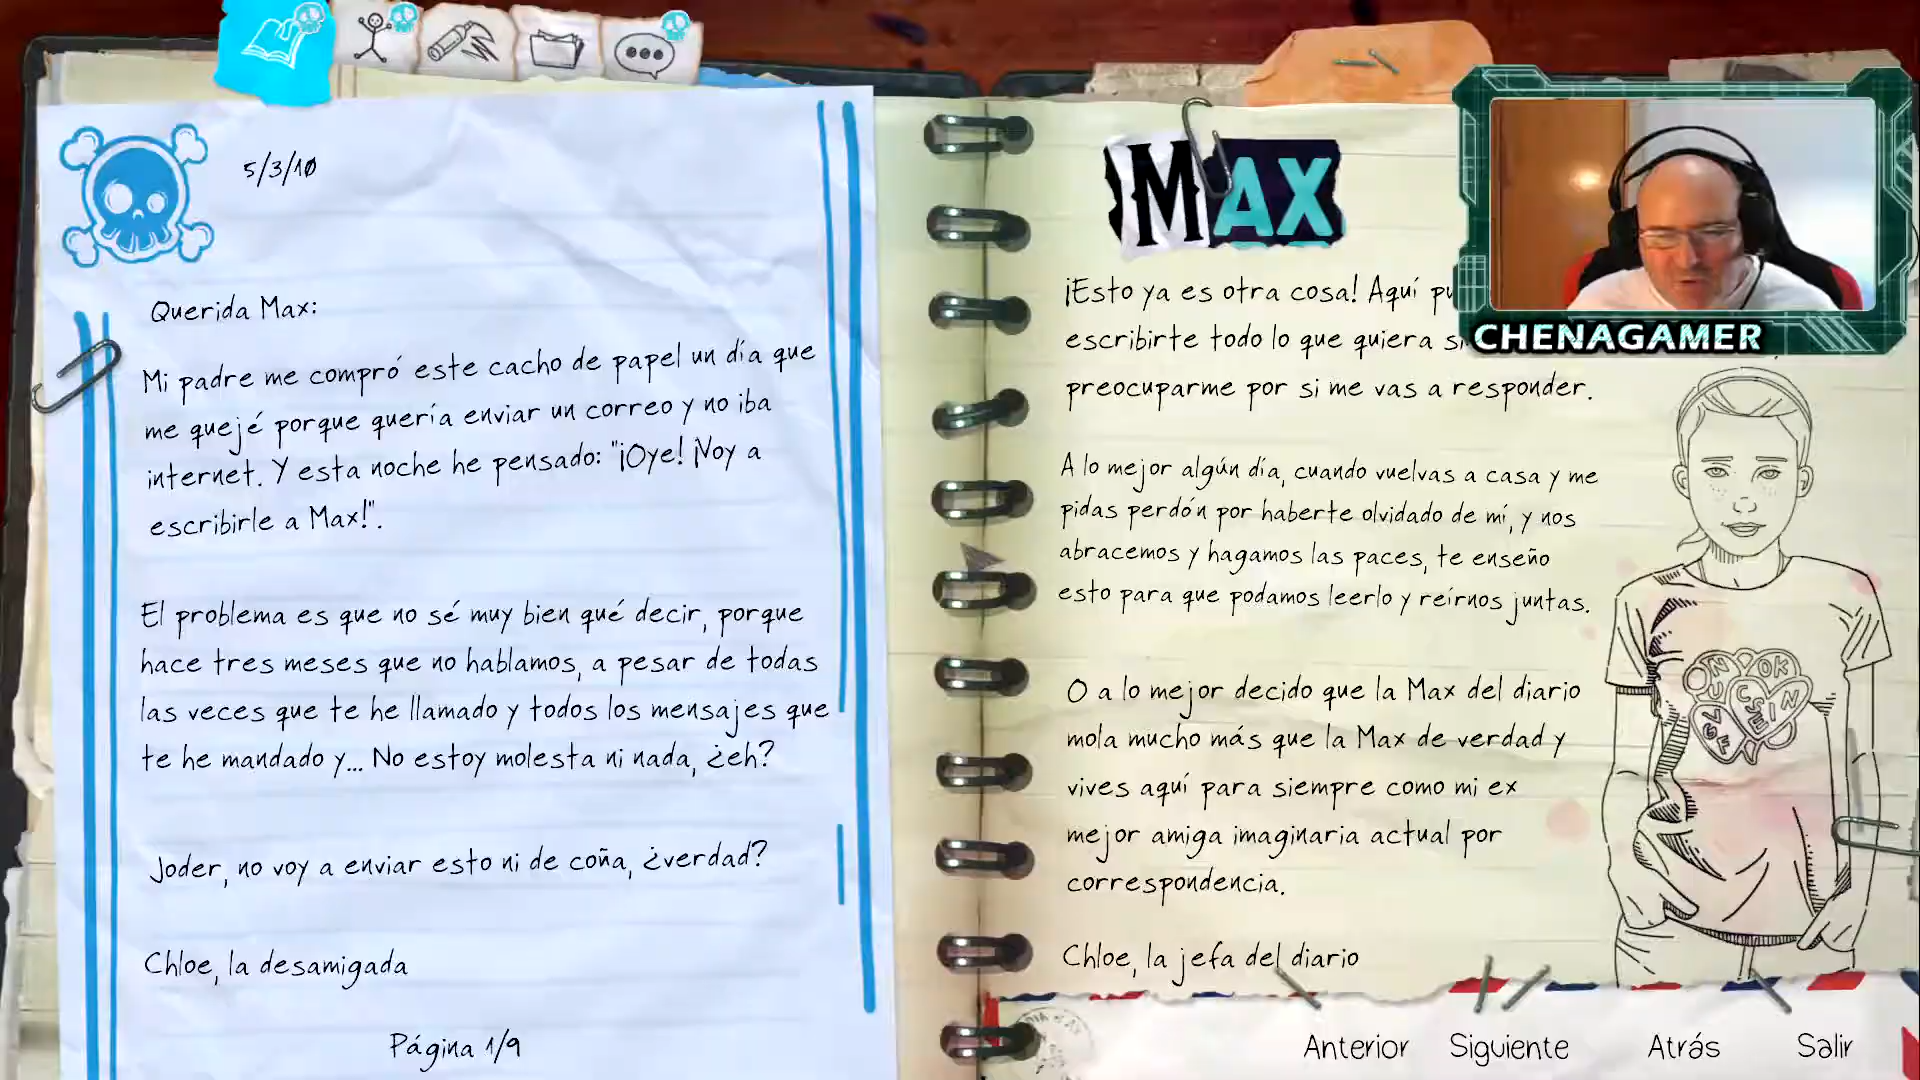 5/3/10
Querida Max:
Mi padre me compró este cacho de papel un día que
me quejé porque quería enviar un correo y no iba
internet. Y esta noche he pensado: "¡Oye! ¡Voy a
escribirle a Max!".
El problema es que no sé muy bien qué decir, porque
hace tres meses que no hablamos, a pesar de todas
las veces que te he llamado y todos los mensajes que
te he mandado y... No estoy molesta ni nada, ¿eh?
Joder, no voy a enviar esto ni de coña, ¿verdad?
Chloe, la desamigada
Página 1/9
MAX
¡Esto ya es otra cosa! Aquí
escribirte todo lo que quiera
preocuparme por si me vas a responder.
A lo mejor algún día, cuando vuelvas a casa y me
pidas perdón por haberte olvidado de mí, y nos
abracemos y hagamos las paces, te enseño
esto para que podamos leerlo y reírnos juntas.
O a lo mejor decido que la Max del diario
mola mucho más que la Max de verdad y
vives aquí para siempre como mi ex
mejor amiga imaginaria actual por
correspondencia.
Chloe, la jefa del diario
CHENAGAMER
Anterior Siguiente Atrás Salir